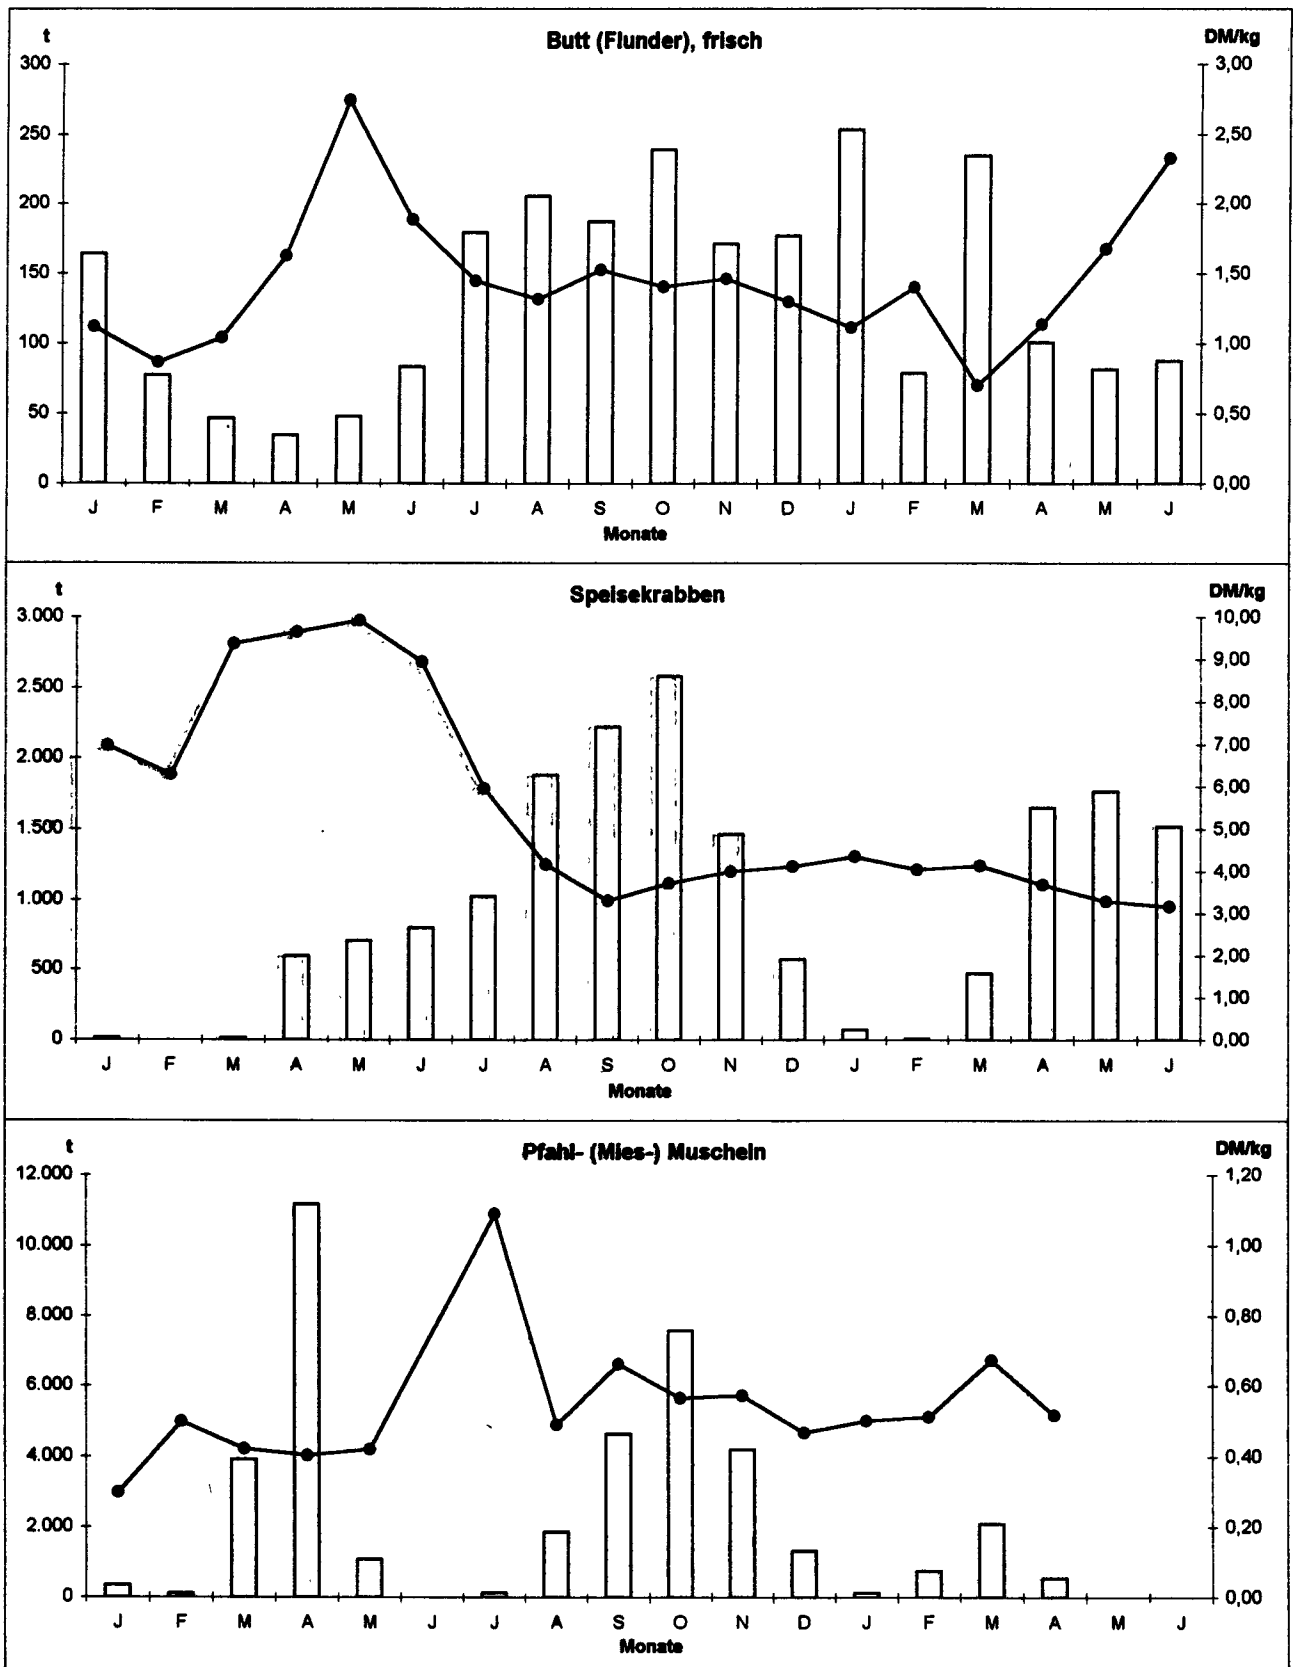 t Butt (Flunder), frisch DM/kg
300 3,00
250 2,50
200 2,00
150 1,50
100 1,00
50 0,50
0 0,00
J F M A M J J A S O N D J F M A M J
Monate
t Speisekrabben DM/kg
3.000 10,00
9,00
2.500 8,00
2.000 7,00
6,00
1.500 5,00
4,00
1.000 3,00
500 2,00
1,00
0 0,00
J F M A M J J A S O N D J F M A M J
Monate
t Pfahl- (Mies-) Muscheln DM/kg
12.000 1,20
10.000 1,00
8.000 0,80
6.000 0,60
4.000 0,40
2.000 0,20
0 0,00
J F M A M J J A S O N D J F M A M J
Monate